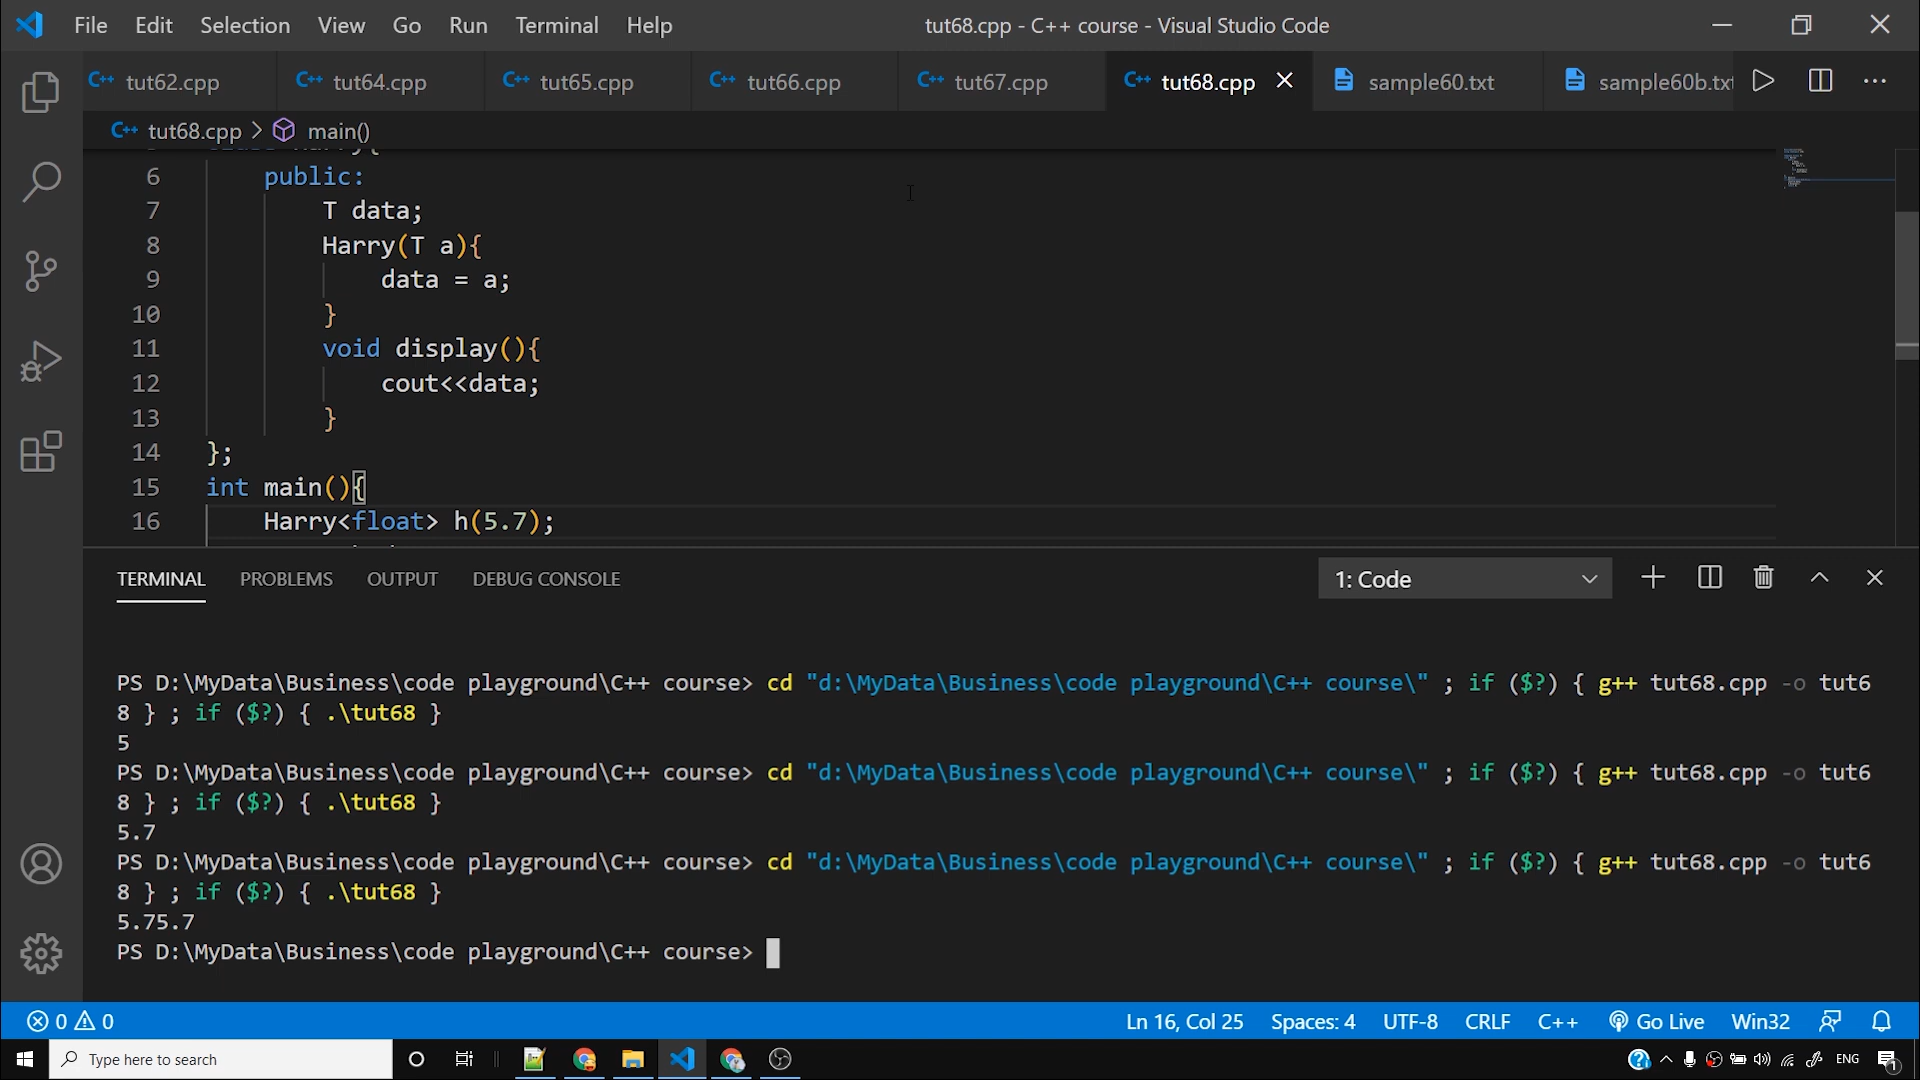 File Edit Selection View Go Run Terminal Help tut68.cpp - C++ course - Visual Studio Code
tut62.cpp tut64.cpp tut65.cpp tut66.cpp tut67.cpp tut68.cpp sample60.txt sample60b.txt
tut68.cpp > main()
6 public:
7 T data;
8 Harry(T a){
9 data = a;
10 }
11 void display(){
12 cout<<data;
13 }
14 };
15 int main(){
16 Harry<float> h(5.7);
TERMINAL PROBLEMS OUTPUT DEBUG CONSOLE 1: Code
PS D:\MyData\Business\code playground\C++ course> cd "d:\MyData\Business\code playground\C++ course\" ; if ($?) { g++ tut68.cpp -o tut6
8 } ; if ($?) { .\tut68 }
5
PS D:\MyData\Business\code playground\C++ course> cd "d:\MyData\Business\code playground\C++ course\" ; if ($?) { g++ tut68.cpp -o tut6
8 } ; if ($?) { .\tut68 }
5.7
PS D:\MyData\Business\code playground\C++ course> cd "d:\MyData\Business\code playground\C++ course\" ; if ($?) { g++ tut68.cpp -o tut6
8 } ; if ($?) { .\tut68 }
5.75.7
PS D:\MyData\Business\code playground\C++ course>
0 0 Ln 16, Col 25 Spaces: 4 UTF-8 CRLF C++ Go Live Win32
Type here to search ENG 1